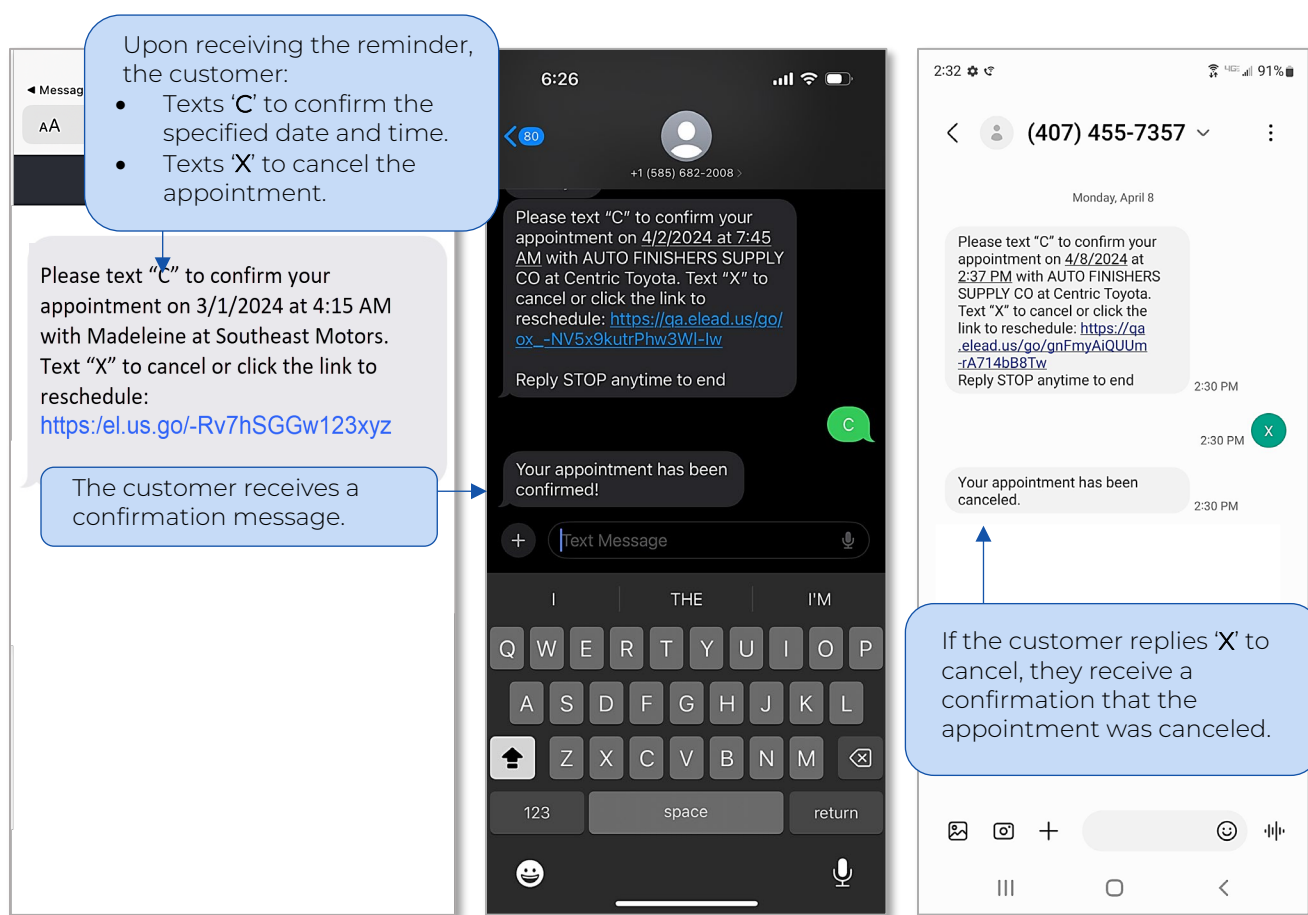 Upon receiving the reminder,
the customer:
• Texts ‘C’ to confirm the
specified date and time.
• Texts ‘X’ to cancel the
appointment.
◀ Messag
AA
Please text “C” to confirm your
appointment on 3/1/2024 at 4:15 AM
with Madeleine at Southeast Motors.
Text “X” to cancel or click the link to
reschedule:
https:/el.us.go/-Rv7hSGGw123xyz
The customer receives a
confirmation message.
6:26
80
+1 (585) 682-2008 >
Please text “C” to confirm your
appointment on 4/2/2024 at 7:45
AM with AUTO FINISHERS SUPPLY
CO at Centric Toyota. Text “X” to
cancel or click the link to
reschedule: https://qa.elead.us/go/
ox_-NV5x9kutrPhw3WI-Iw
Reply STOP anytime to end
C
Your appointment has been
confirmed!
Text Message
I THE I'M
Q W E R T Y U I O P
A S D F G H J K L
Z X C V B N M
123 space return
2:32 4GE 91%
(407) 455-7357
Monday, April 8
Please text “C” to confirm your
appointment on 4/8/2024 at
2:37 PM with AUTO FINISHERS
SUPPLY CO at Centric Toyota.
Text “X” to cancel or click the
link to reschedule: https://qa
.elead.us/go/gnFmyAiQUUm
-rA714bB8Tw
Reply STOP anytime to end
2:30 PM
X
2:30 PM
Your appointment has been
canceled.
2:30 PM
If the customer replies ‘X’ to
cancel, they receive a
confirmation that the
appointment was canceled.